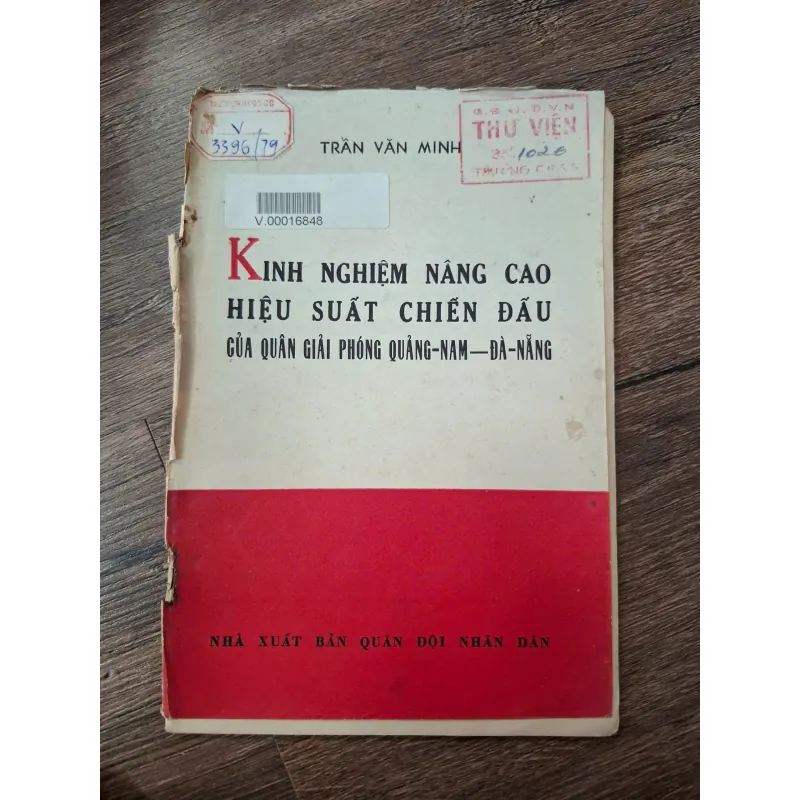 V
3396/79
TRẦN VĂN MINH
THƯ VIỆN
1026
V.00016848
KINH NGHIỆM NÂNG CAO
HIỆU SUẤT CHIẾN ĐẤU
CỦA QUÂN GIẢI PHÓNG QUẢNG-NAM—ĐÀ-NẴNG
NHÀ XUẤT BẢN QUÂN ĐỘI NHÂN DÂN